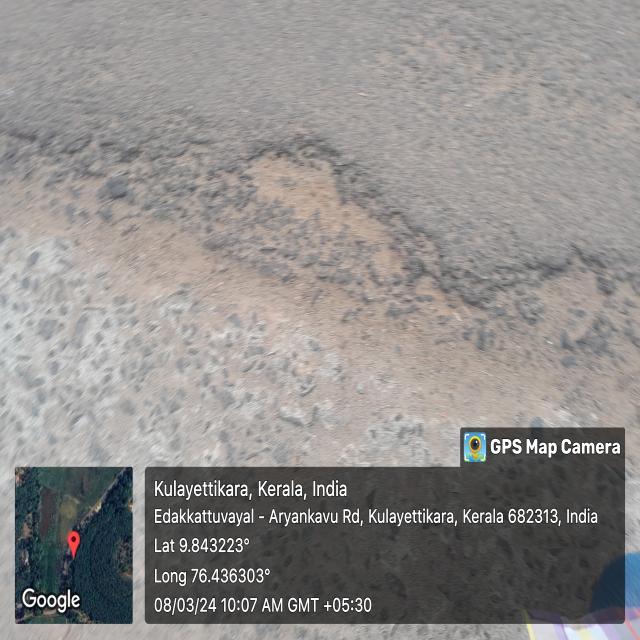 GPS Map Camera
Kulayettikara, Kerala, India
Edakkattuvayal - Aryankavu Rd, Kulayettikara, Kerala 682313, India
Lat 9.843223°
Long 76.436303°
08/03/24 10:07 AM GMT +05:30
Google